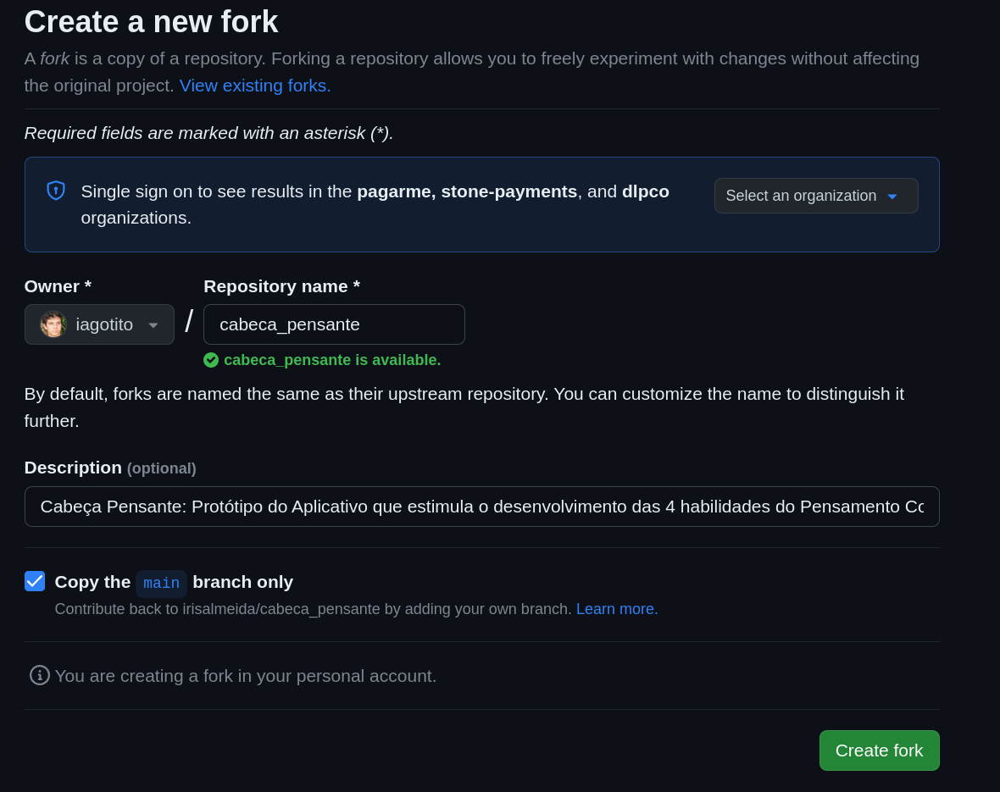 Create a new fork
A fork is a copy of a repository. Forking a repository allows you to freely experiment with changes without affecting
the original project. View existing forks.
Required fields are marked with an asterisk (*).
Single sign on to see results in the pagarme, stone-payments, and dlpco
organizations.
Select an organization
Owner *
Repository name *
iagotito
/
cabeca_pensante
cabeca_pensante is available.
By default, forks are named the same as their upstream repository. You can customize the name to distinguish it
further.
Description (optional)
Cabeça Pensante: Protótipo do Aplicativo que estimula o desenvolvimento das 4 habilidades do Pensamento
Copy the main branch only
Contribute back to irisalmeida/cabeca_pensante by adding your own branch. Learn more.
You are creating a fork in your personal account.
Create fork